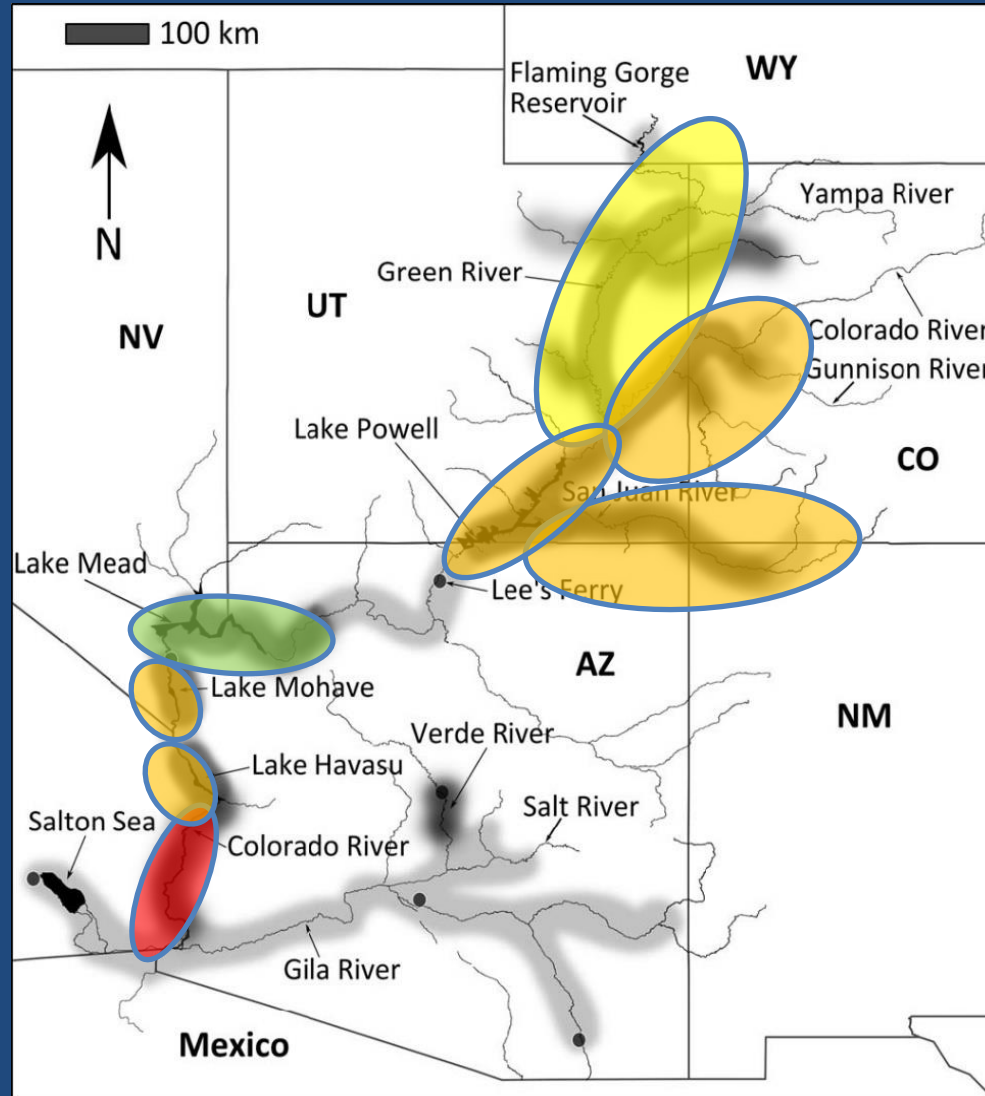 100 km
Flaming Gorge
Reservoir
WY
N
Yampa River
Green River
UT
NV
Colorado River
Gunnison River
Lake Powell
CO
San Juan River
Lake Mead
Lee's Ferry
AZ
Lake Mohave
NM
Verde River
Lake Havasu
Salt River
Salton Sea
Colorado River
Gila River
Mexico